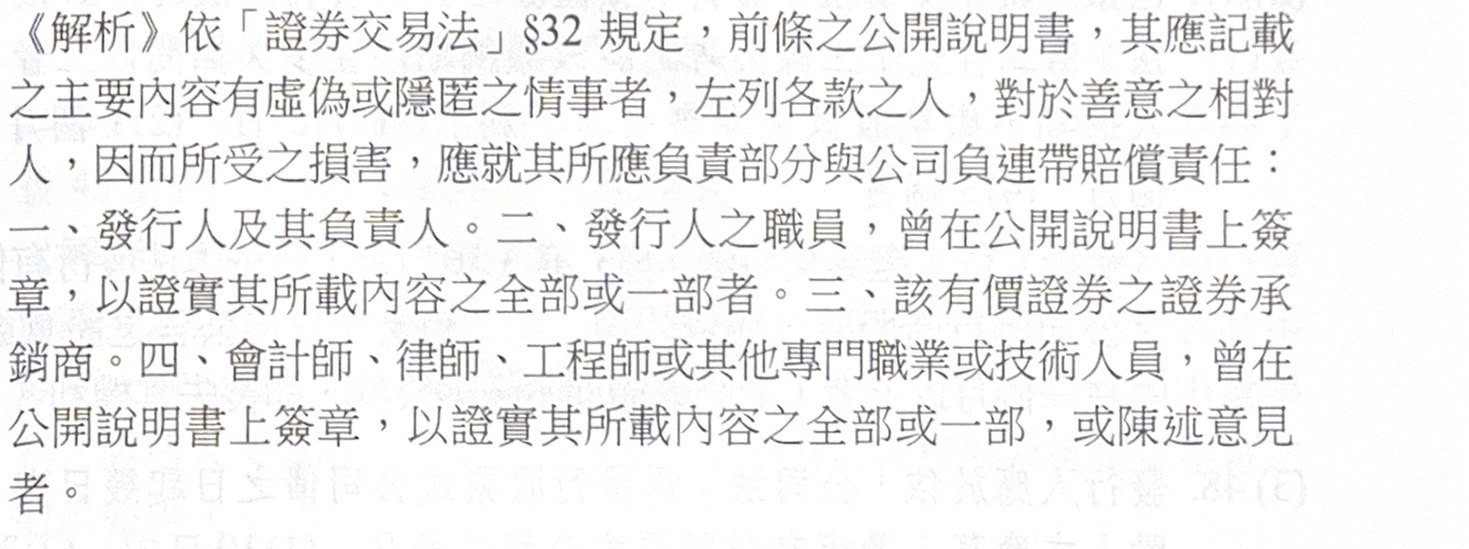 《解析》依「證券交易法」§32 規定，前條之公開說明書，其應記載
之主要內容有虛偽或隱匿之情事者，左列各款之人，對於善意之相對
人，因而所受之損害，應就其所應負責部分與公司負連帶賠償責任：
一、發行人及其負責人。二、發行人之職員，曾在公開說明書上簽
章，以證實其所載內容之全部或一部者。三、該有價證券之證券承
銷商。四、會計師、律師、工程師或其他專門職業或技術人員，曾在
公開說明書上簽章，以證實其所載內容之全部或一部，或陳述意見
者。